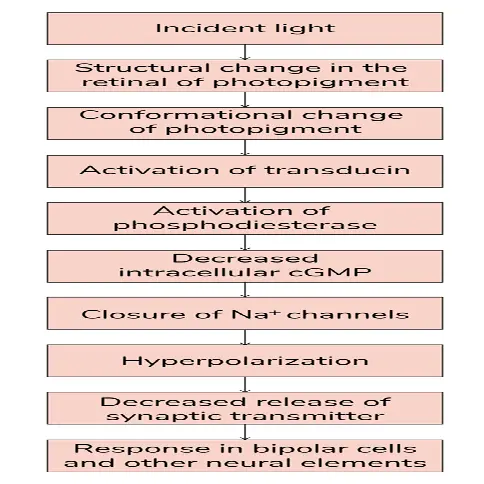 Incident light
Structural change in the
retinal of photopigment
Conformational change
of photopigment
Activation of transducin
Activation of
phosphodiesterase
Decreased
intracellular cGMP
Closure of Na⁺ channels
Hyperpolarization
Decreased release of
synaptic transmitter
Response in bipolar cells
and other neural elements